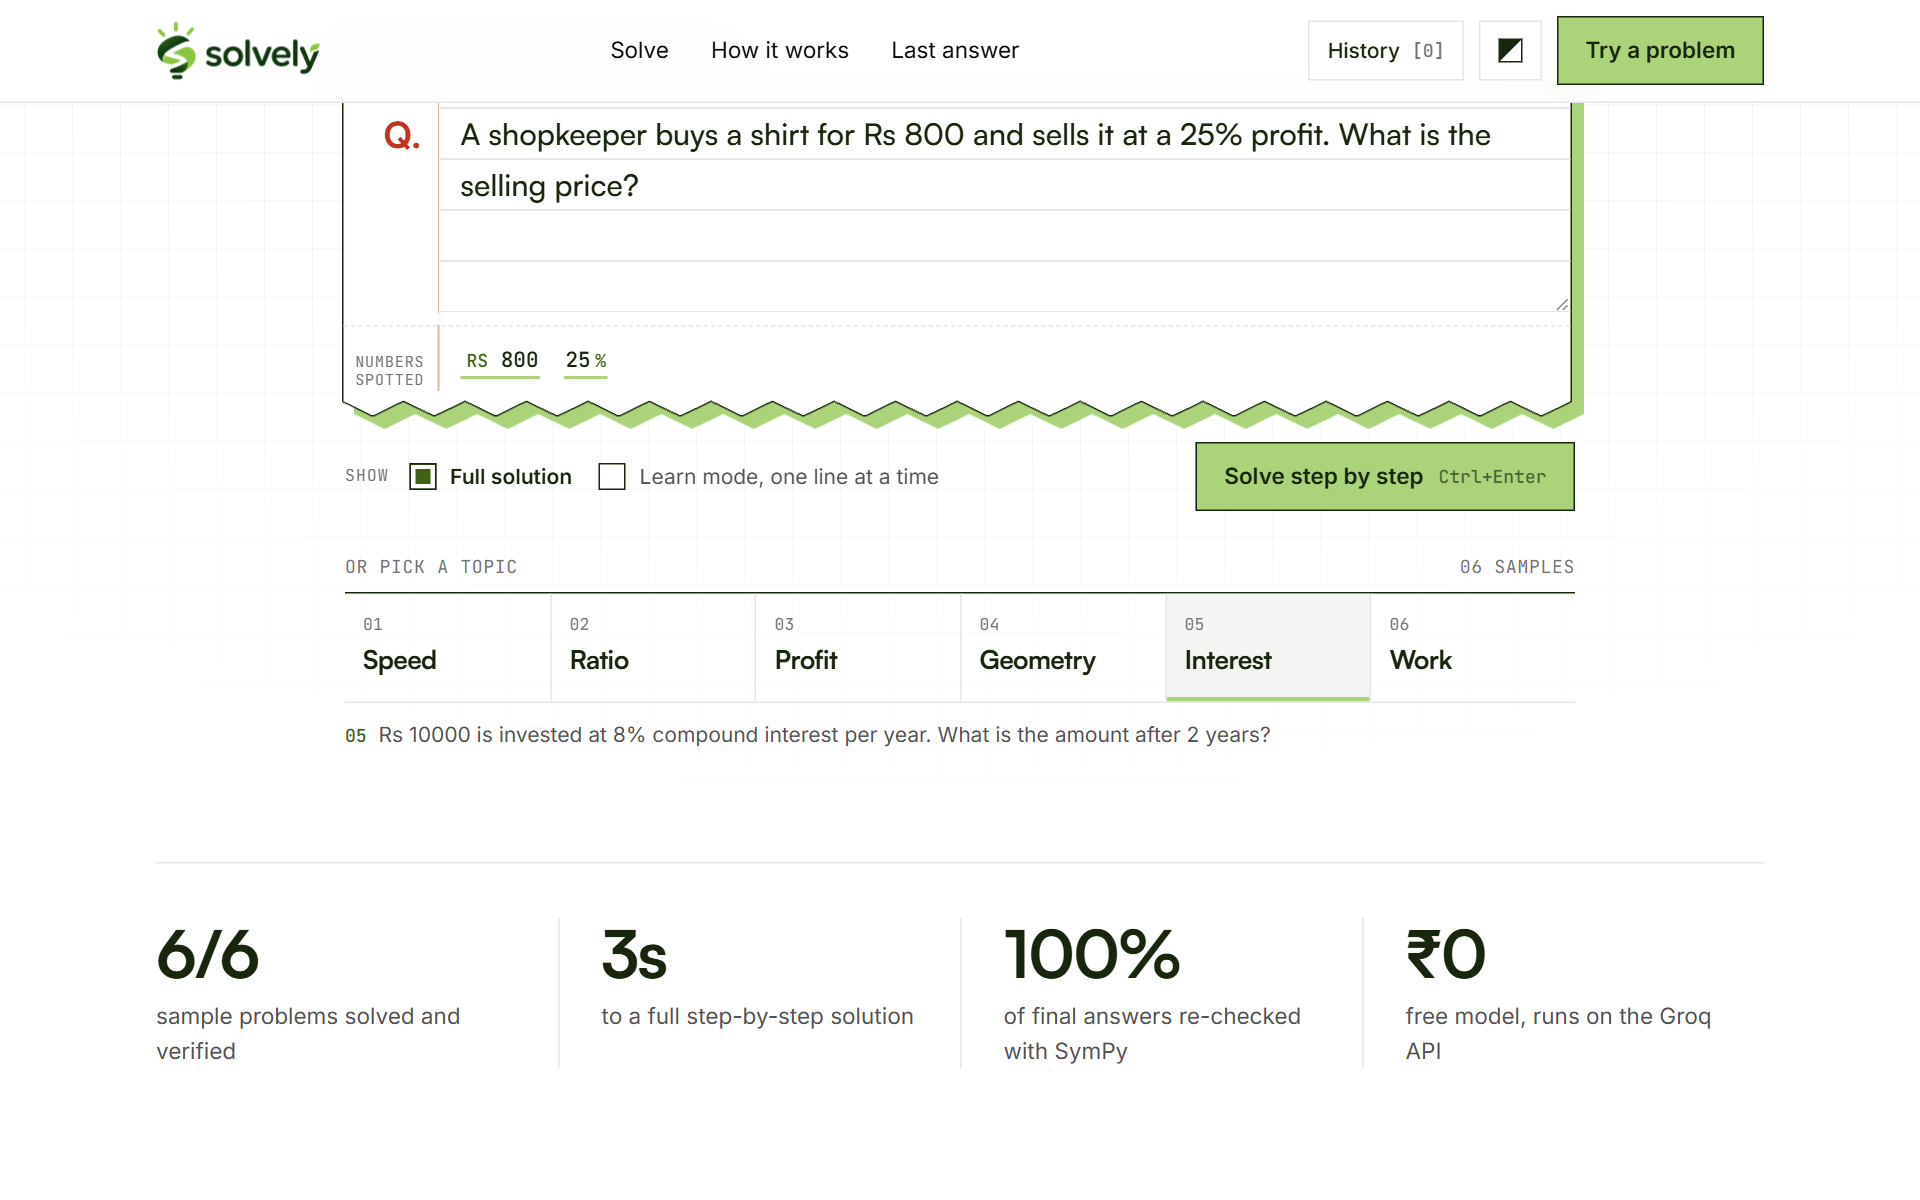 solvely
Solve
How it works
Last answer
History [0]
Try a problem
Q.
A shopkeeper buys a shirt for Rs 800 and sells it at a 25% profit. What is the
selling price?
NUMBERS
SPOTTED
RS 800
25 %
SHOW
Full solution
Learn mode, one line at a time
Solve step by step Ctrl+Enter
OR PICK A TOPIC
06 SAMPLES
01
Speed
02
Ratio
03
Profit
04
Geometry
05
Interest
06
Work
05 Rs 10000 is invested at 8% compound interest per year. What is the amount after 2 years?
6/6
sample problems solved and
verified
3s
to a full step-by-step solution
100%
of final answers re-checked
with SymPy
₹0
free model, runs on the Groq
API